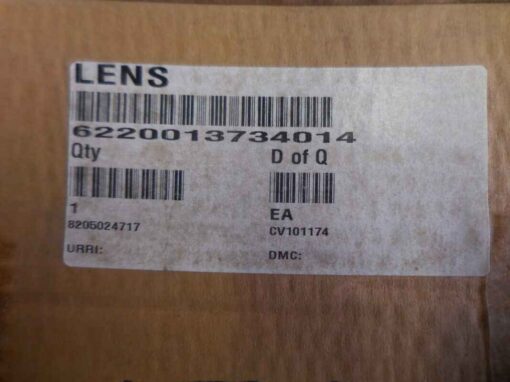 LENS
6220013734014
Qty D of Q
1 EA
8205024717 CV101174
URRI: DMC: